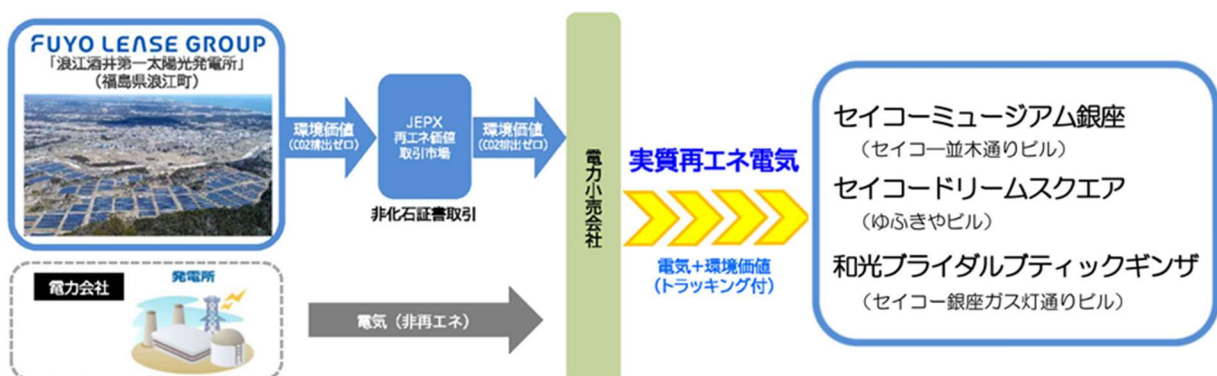 FUYO LEASE GROUP
「浪江酒井第一太陽光発電所」
(福島県浪江町)
環境価値
(CO2排出ゼロ)
JEPX
再エネ価値
取引市場
非化石証書取引
環境価値
(CO2排出ゼロ)
電力会社
発電所
電気(非再エネ)
電力小売会社
実質再エネ電気
電気+環境価値
(トラッキング付)
セイコーミュージアム銀座
(セイコー並木通りビル)
セイコードリームスクエア
(ゆふきやビル)
和光ブライダルブティックギンザ
(セイコー銀座ガス灯通りビル)